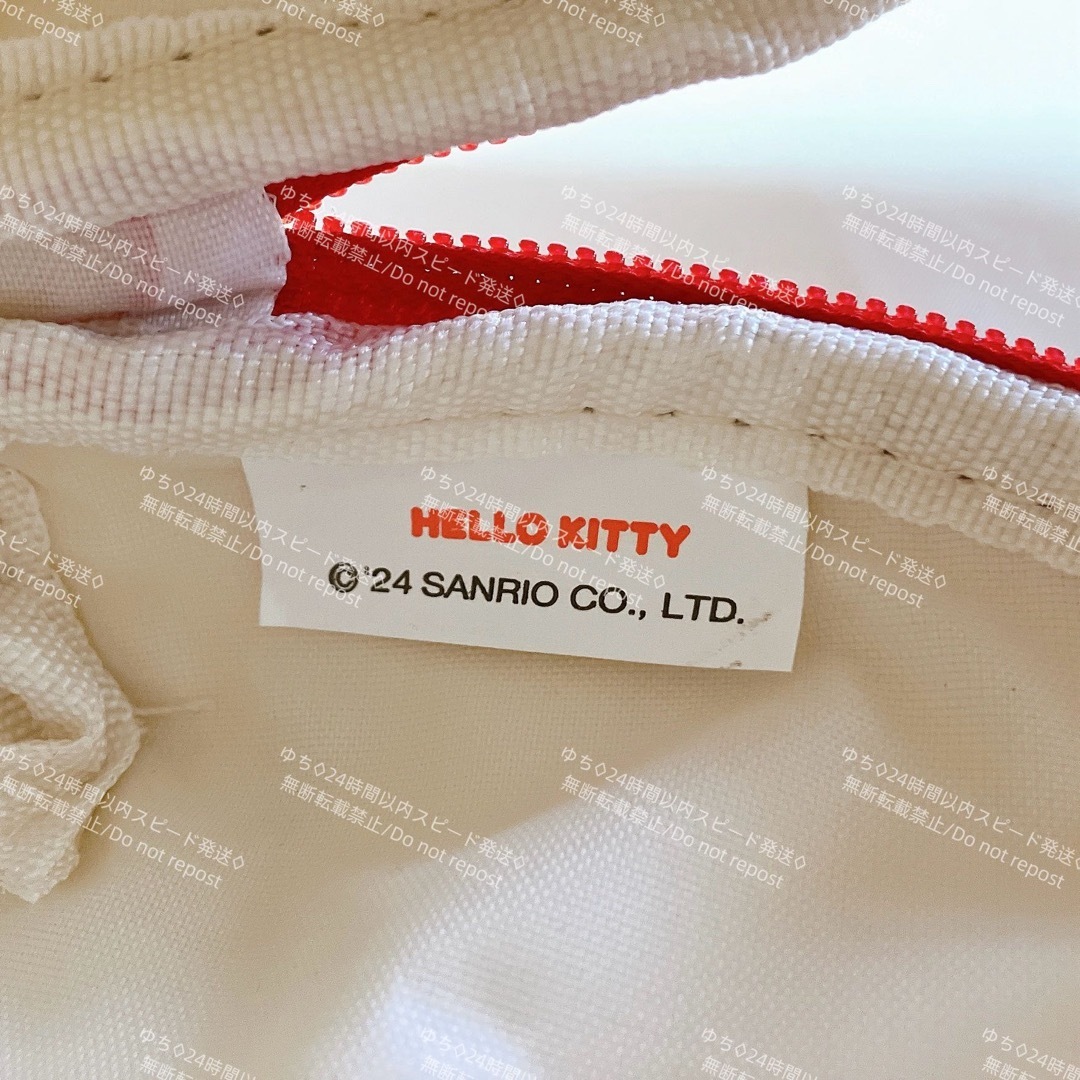 HELLO KITTY
©'24 SANRIO CO., LTD.
ゆち◇24時間以内スピード発送◇
無断転載禁止/Do not repost